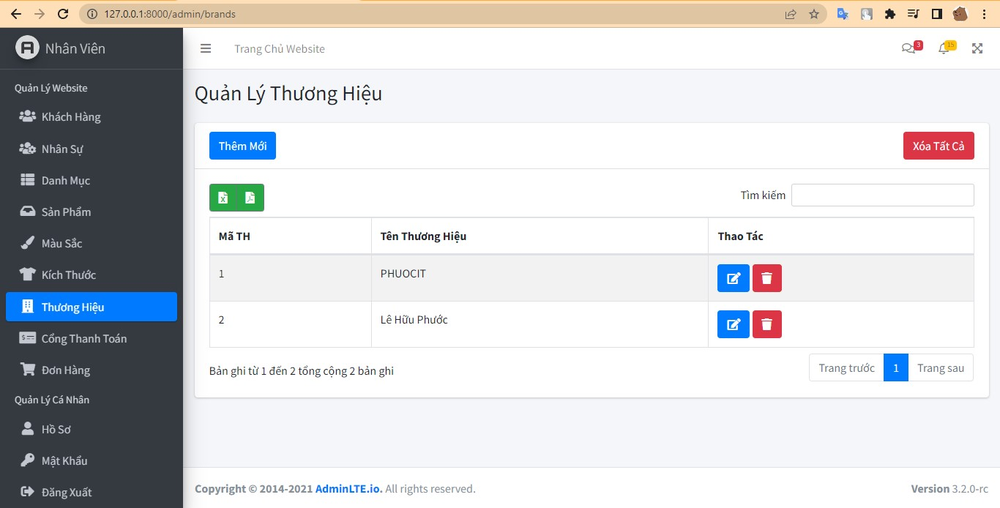 127.0.0.1:8000/admin/brands
Nhân Viên
Trang Chủ Website
3
15
Quản Lý Website
Khách Hàng
Nhân Sự
Danh Mục
Sản Phẩm
Màu Sắc
Kích Thước
Thương Hiệu
Cổng Thanh Toán
Đơn Hàng
Quản Lý Cá Nhân
Hồ Sơ
Mật Khẩu
Đăng Xuất
Quản Lý Thương Hiệu
Thêm Mới
Xóa Tất Cả
Tìm kiếm
Mã TH Tên Thương Hiệu Thao Tác
1 PHUOCIT
2 Lê Hữu Phước
Bản ghi từ 1 đến 2 tổng cộng 2 bản ghi
Trang trước 1 Trang sau
Copyright © 2014-2021 AdminLTE.io. All rights reserved.
Version 3.2.0-rc